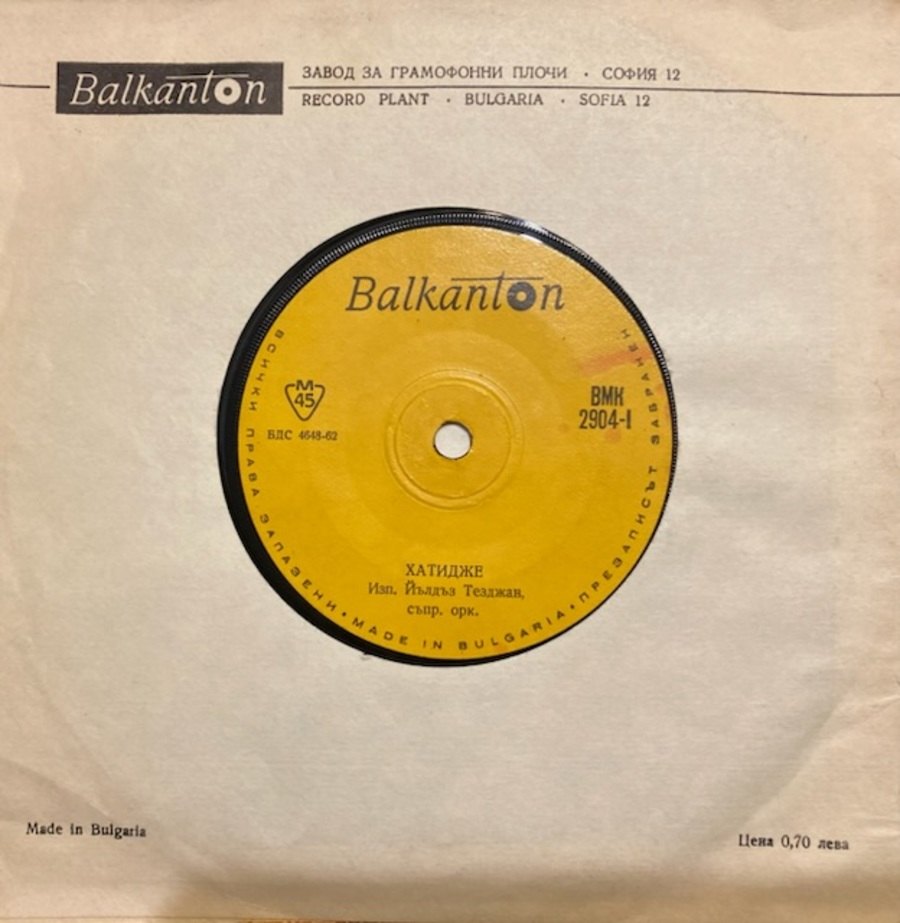 Balkanton
ЗАВОД ЗА ГРАМОФОННИ ПЛОЧИ · СОФИЯ 12
RECORD PLANT · BULGARIA · SOFIA 12
Balkanton
М
45
БДС 4648-62
ВМК
2904-I
ХАТИДЖЕ
Изп. Йълдъз Тезджан,
съпр. орк.
ВСИЧКИ ПРАВА ЗАПАЗЕНИ · MADE IN BULGARIA · ПРЕЗАПИСЪТ ЗАБРАНЕН
Made in Bulgaria
Цена 0,70 лева